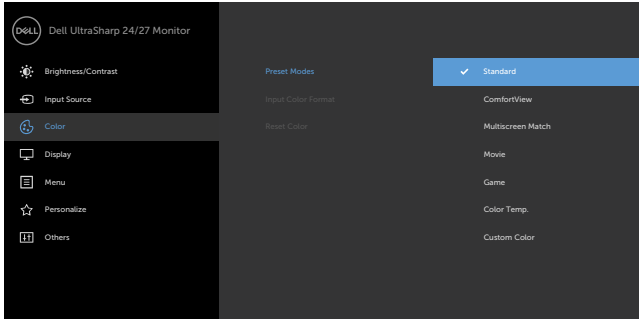 DELL Dell UltraSharp 24/27 Monitor
Brightness/Contrast Preset Modes Standard
Input Source Input Color Format ComfortView
Color Reset Color Multiscreen Match
Display Movie
Menu Game
Personalize Color Temp.
Others Custom Color